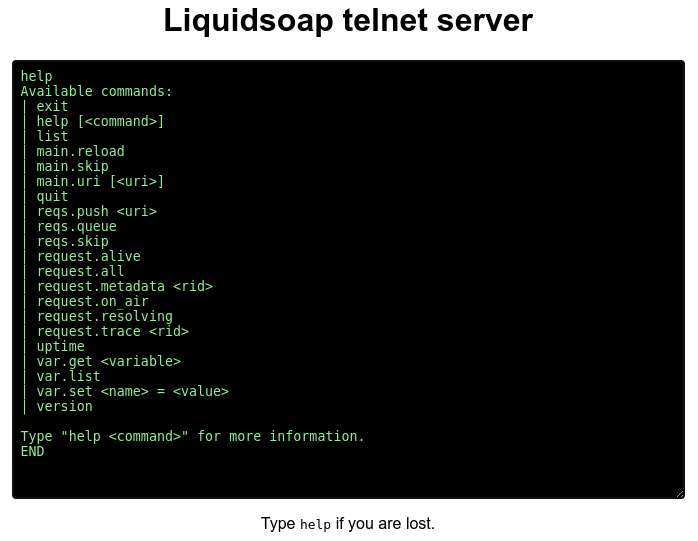 Liquidsoap telnet server
help
Available commands:
| exit
| help [<command>]
| list
| main.reload
| main.skip
| main.uri [<uri>]
| quit
| reqs.push <uri>
| reqs.queue
| reqs.skip
| request.alive
| request.all
| request.metadata <rid>
| request.on_air
| request.resolving
| request.trace <rid>
| uptime
| var.get <variable>
| var.list
| var.set <name> = <value>
| version
Type "help <command>" for more information.
END
Type help if you are lost.